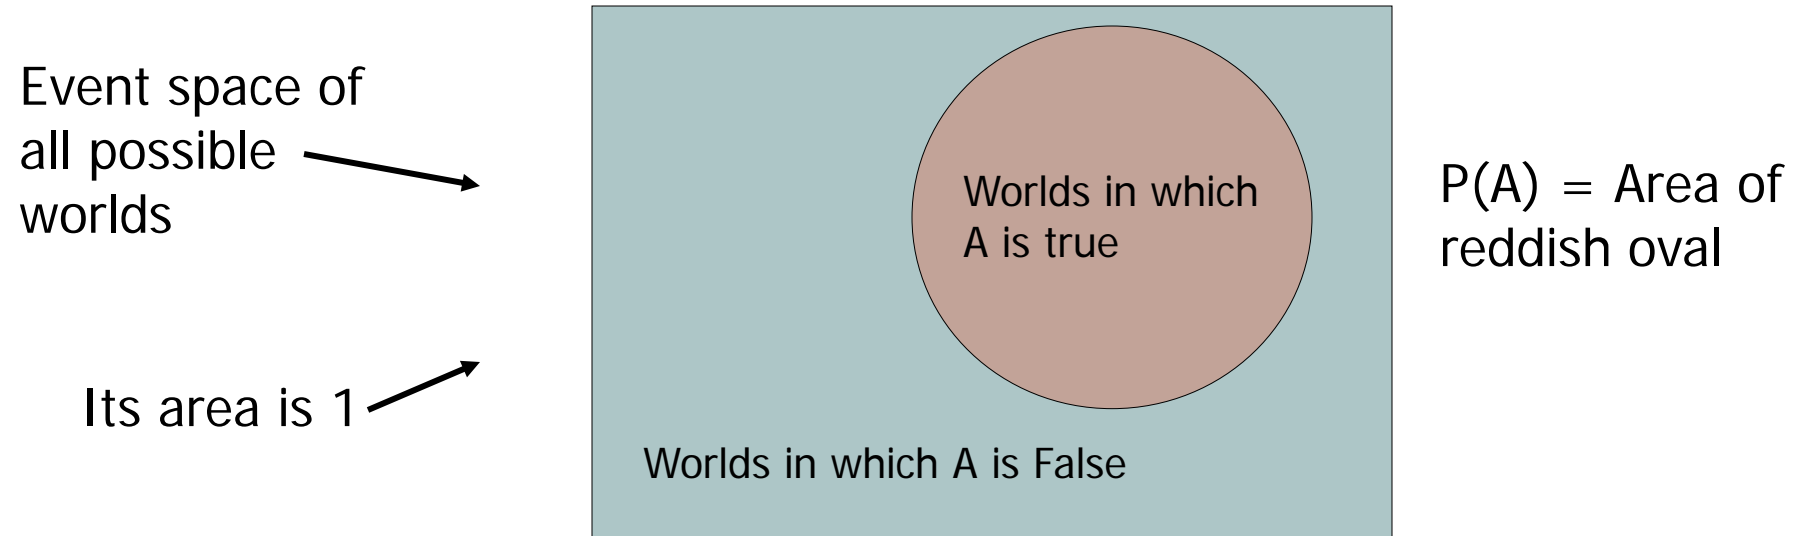 Event space of
all possible
worlds
Its area is 1
Worlds in which
A is true
Worlds in which A is False
P(A) = Area of
reddish oval